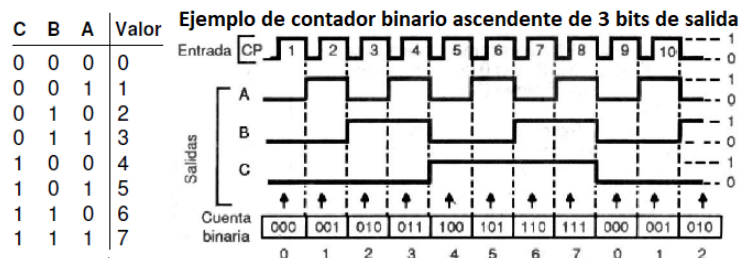 Ejemplo de contador binario ascendente de 3 bits de salida
C B A Valor
0 0 0 0
0 0 1 1
0 1 0 2
0 1 1 3
1 0 0 4
1 0 1 5
1 1 0 6
1 1 1 7
Entrada CP 1 2 3 4 5 6 7 8 9 10 1
0
Salidas
A 1
0
B 1
0
C 1
0
Cuenta binaria
000 001 010 011 100 101 110 111 000 001 010
0 1 2 3 4 5 6 7 0 1 2